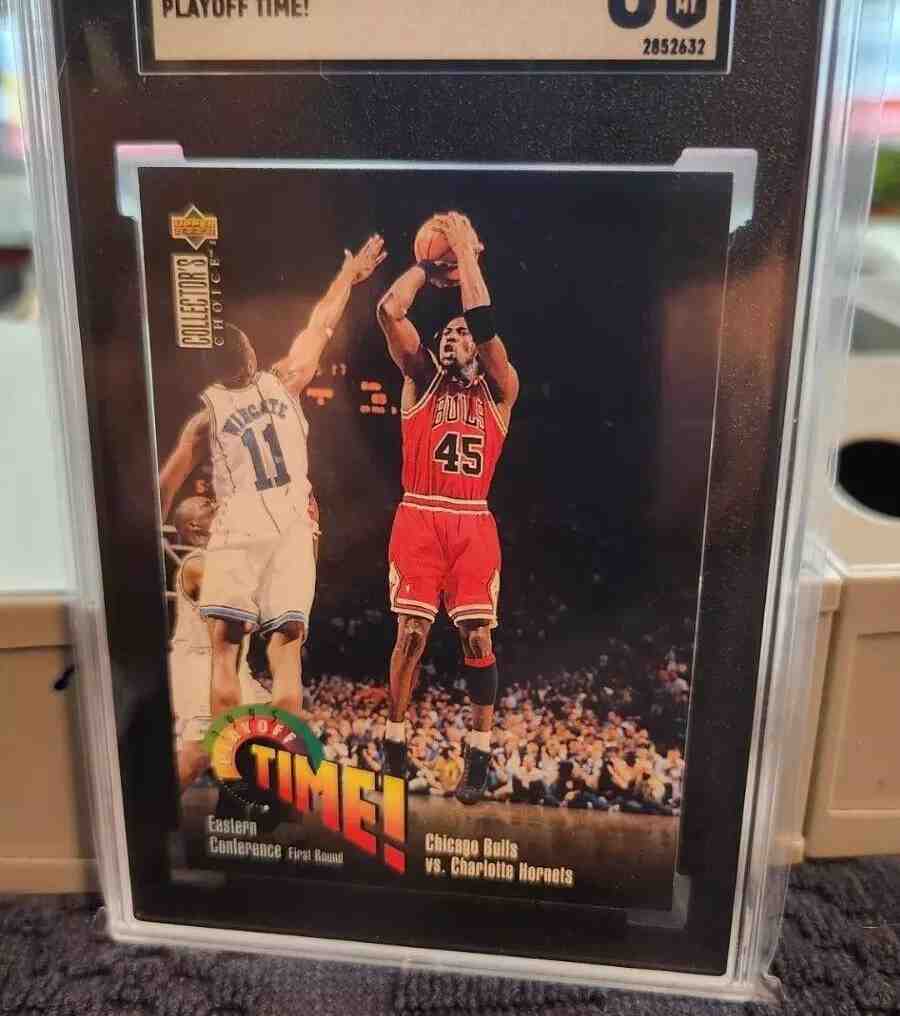 PLAYOFF TIME!
2852632
UPPER
DECK
COLLECTOR'S
CHOICE
WINGATE
11
BULLS
45
PLAYOFF
TIME!
Eastern
Conference First Round
Chicago Bulls
vs. Charlotte Hornets